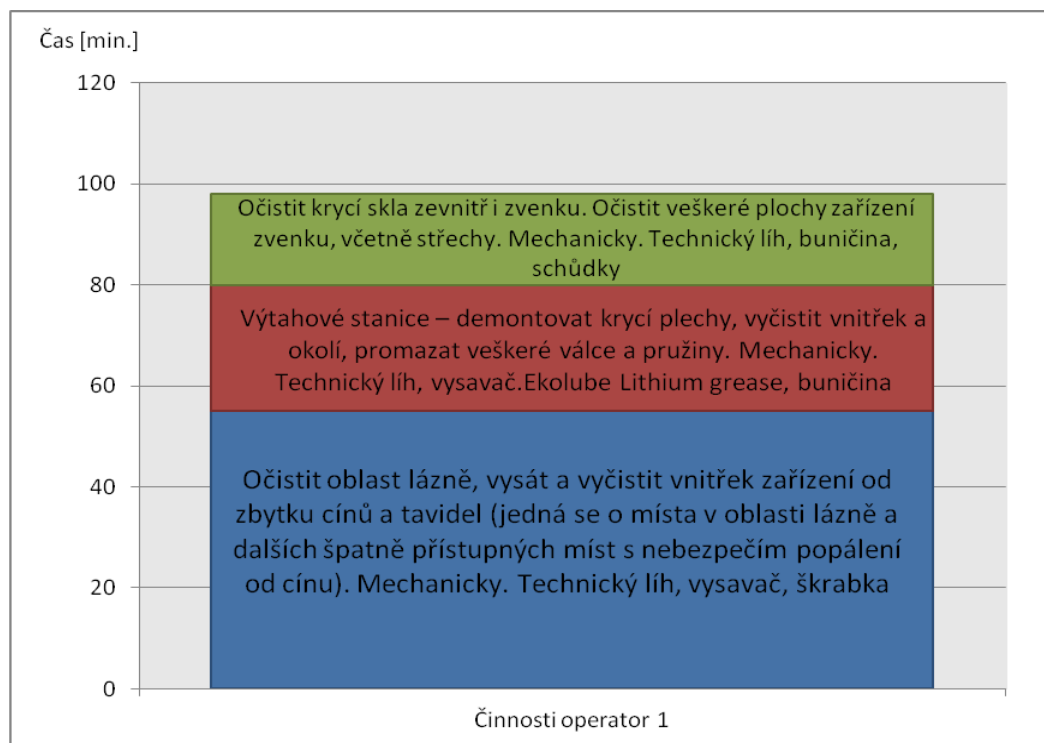 Čas [min.]
120
100
80
60
40
20
0
Očistit krycí skla zevnitř i zvenku. Očistit veškeré plochy zařízení
zvenku, včetně střechy. Mechanicky. Technický líh, buničina,
schůdky
Výtahové stanice – demontovat krycí plechy, vyčistit vnitřek a
okolí, promazat veškeré válce a pružiny. Mechanicky.
Technický líh, vysavač.Ekolube Lithium grease, buničina
Očistit oblast lázně, vysát a vyčistit vnitřek zařízení od
zbytku cínů a tavidel (jedná se o místa v oblasti lázně a
dalších špatně přístupných míst s nebezpečím popálení
od cínu). Mechanicky. Technický líh, vysavač, škrabka
Činnosti operator 1